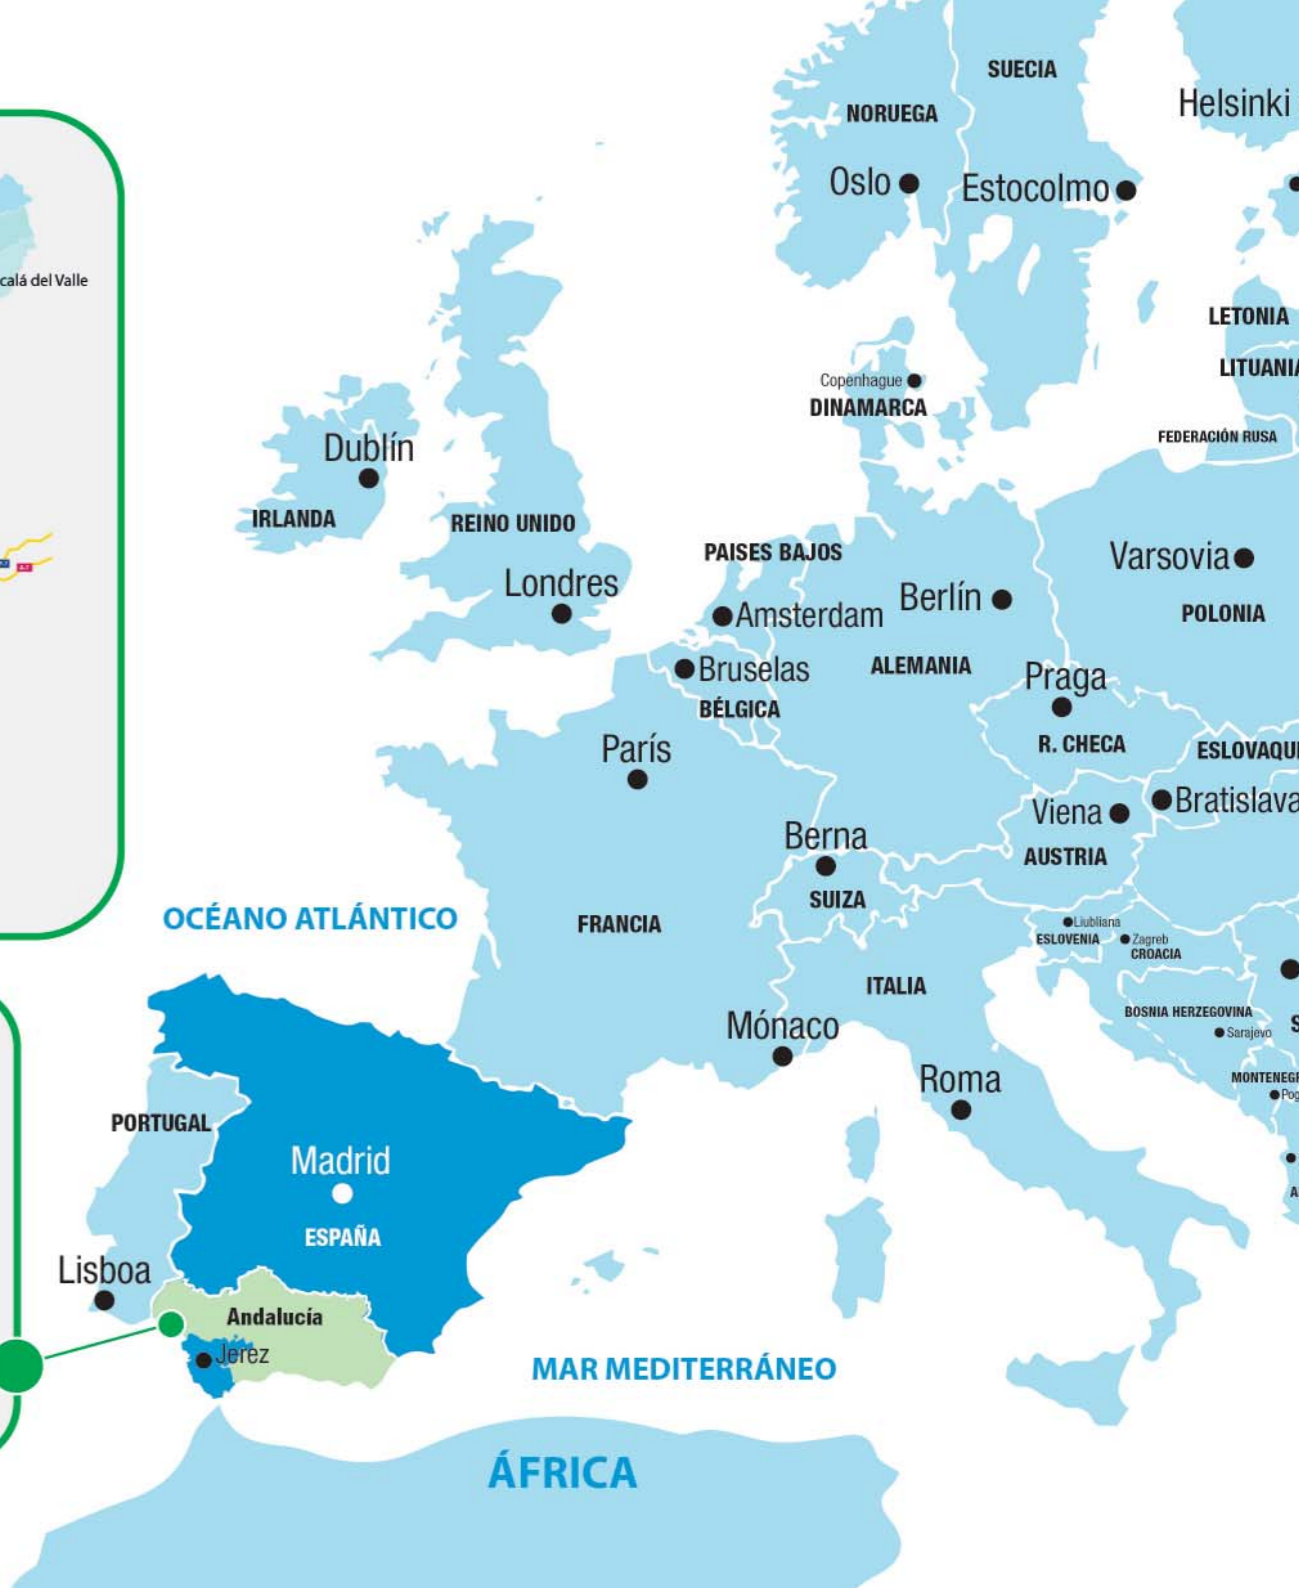 SUECIA
Helsinki
NORUEGA
Oslo
Estocolmo
calá del Valle
LETONIA
LITUANIA
Copenhague
DINAMARCA
FEDERACIÓN RUSA
Dublín
IRLANDA
REINO UNIDO
PAISES BAJOS
Varsovia
Londres
Berlín
Amsterdam
POLONIA
Bruselas
ALEMANIA
Praga
BÉLGICA
París
R. CHECA
ESLOVAQUI
Bratislava
Viena
Berna
AUSTRIA
SUIZA
OCÉANO ATLÁNTICO
FRANCIA
Liubliana
ESLOVENIA
Zagreb
CROACIA
ITALIA
BOSNIA HERZEGOVINA
Mónaco
S
Sarajevo
Roma
MONTENEGR
Pog
PORTUGAL
Madrid
A
ESPAÑA
Lisboa
Andalucía
Jerez
MAR MEDITERRÁNEO
ÁFRICA